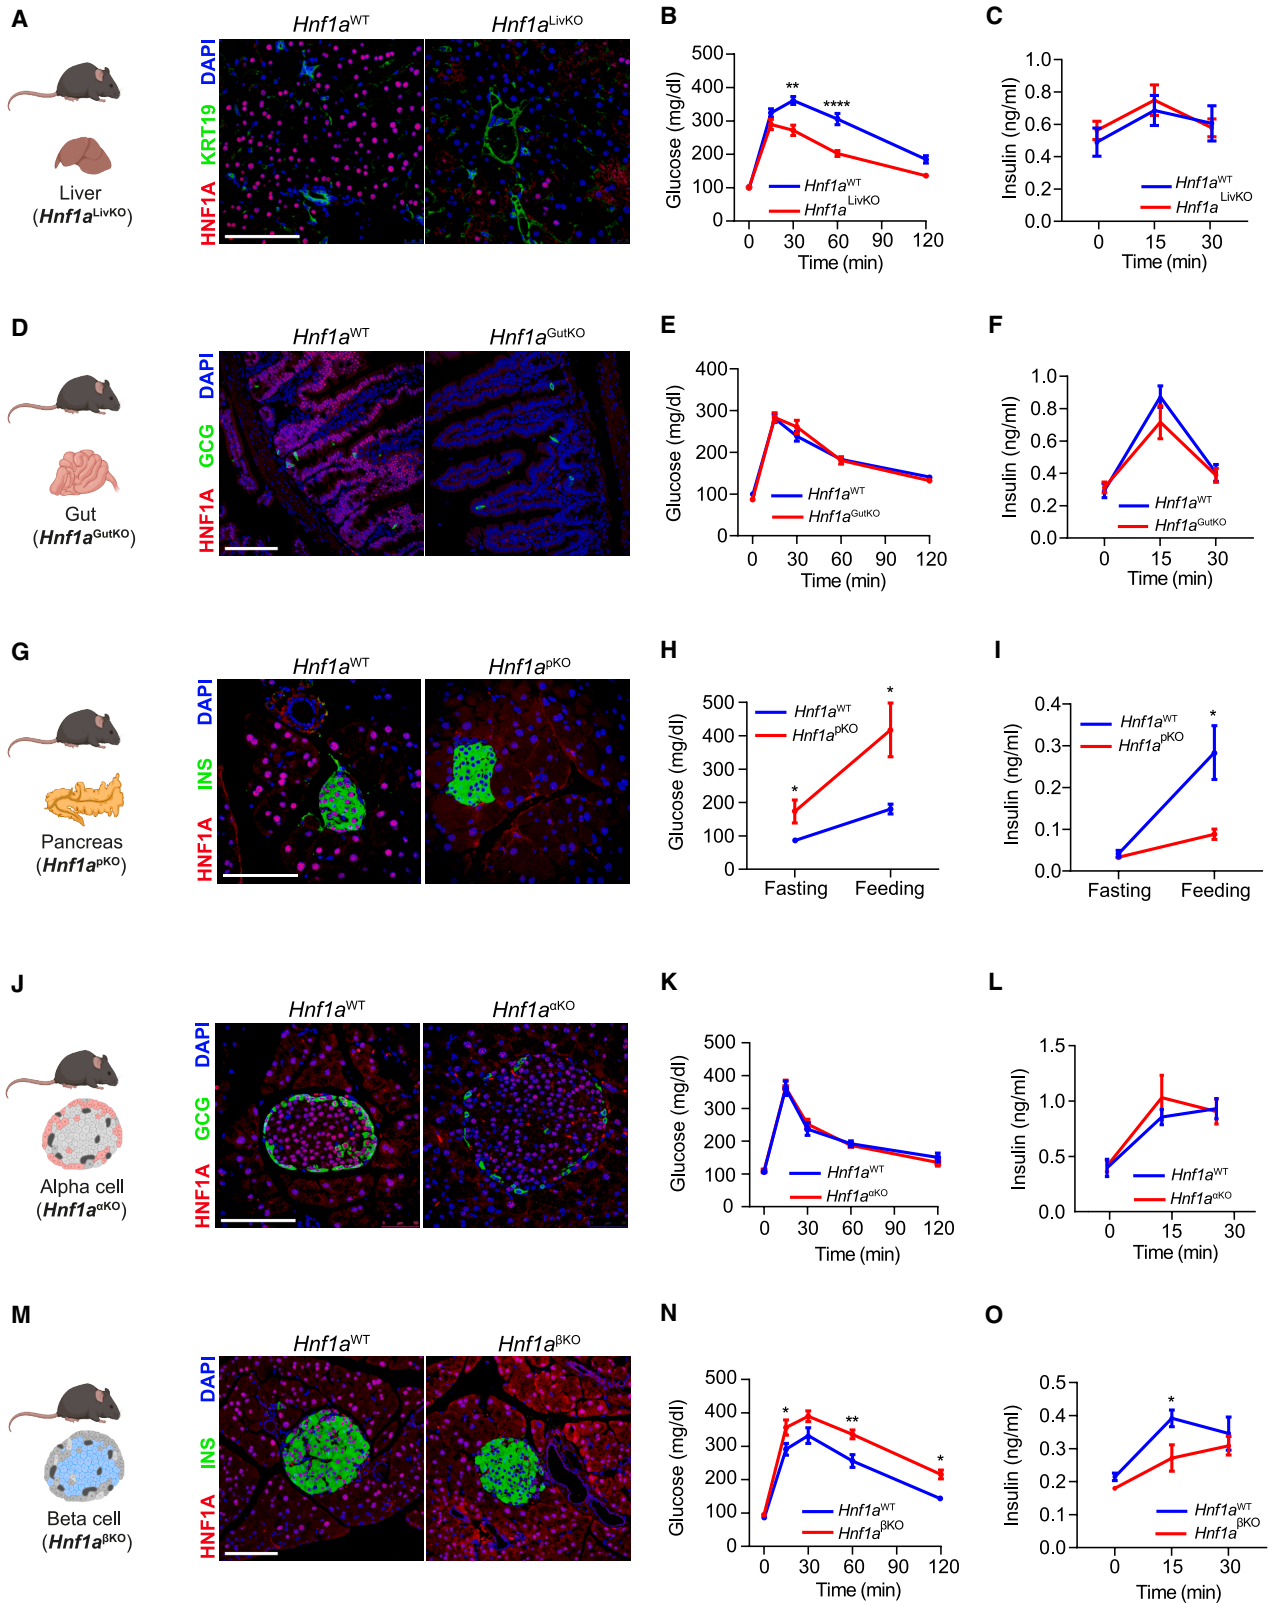 A
Liver
(Hnf1a^LivKO)
Hnf1a^WT
Hnf1a^LivKO
HNF1A KRT19 DAPI
B
Glucose (mg/dl)
500
400
300
200
100
0
**
****
Hnf1a^WT
Hnf1a^LivKO
0 30 60 90 120
Time (min)
C
Insulin (ng/ml)
1.0
0.8
0.6
0.4
0.2
0.0
Hnf1a^WT
Hnf1a^LivKO
0 15 30
Time (min)
D
Gut
(Hnf1a^GutKO)
Hnf1a^WT
Hnf1a^GutKO
HNF1A GCG DAPI
E
Glucose (mg/dl)
400
300
200
100
0
Hnf1a^WT
Hnf1a^GutKO
0 30 60 90 120
Time (min)
F
Insulin (ng/ml)
1.0
0.8
0.6
0.4
0.2
0.0
Hnf1a^WT
Hnf1a^GutKO
0 15 30
Time (min)
G
Pancreas
(Hnf1a^pKO)
Hnf1a^WT
Hnf1a^pKO
HNF1A INS DAPI
H
Glucose (mg/dl)
500
400
300
200
100
0
*
*
Hnf1a^WT
Hnf1a^pKO
Fasting Feeding
I
Insulin (ng/ml)
0.4
0.3
0.2
0.1
0.0
*
Hnf1a^WT
Hnf1a^pKO
Fasting Feeding
J
Alpha cell
(Hnf1a^αKO)
Hnf1a^WT
Hnf1a^αKO
HNF1A GCG DAPI
K
Glucose (mg/dl)
500
400
300
200
100
0
Hnf1a^WT
Hnf1a^αKO
0 30 60 90 120
Time (min)
L
Insulin (ng/ml)
1.5
1.0
0.5
0.0
Hnf1a^WT
Hnf1a^αKO
0 15 30
Time (min)
M
Beta cell
(Hnf1a^βKO)
Hnf1a^WT
Hnf1a^βKO
HNF1A INS DAPI
N
Glucose (mg/dl)
500
400
300
200
100
0
*
**
*
Hnf1a^WT
Hnf1a^βKO
0 30 60 90 120
Time (min)
O
Insulin (ng/ml)
0.5
0.4
0.3
0.2
0.1
0.0
*
Hnf1a^WT
Hnf1a^βKO
0 15 30
Time (min)